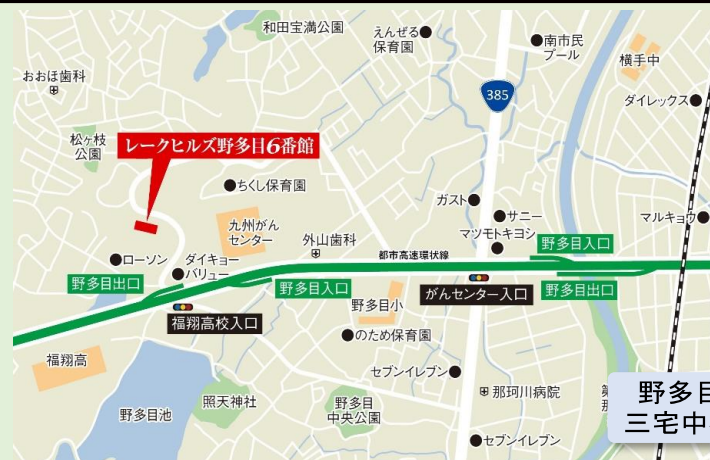 和田宝満公園
えんぜる
保育園
南市民
プール
横手中
おおほ歯科
385
ダイレックス
松ヶ枝
公園
レークヒルズ野多目6番館
ちくし保育園
ガスト
九州がん
センター
外山歯科
サニー
マツモトキヨシ
マルキョウ
都市高速環状線
野多目入口
ローソン
ダイキョー
バリュー
野多目出口
野多目入口
がんセンター入口
野多目出口
福翔高校入口
野多目小
のため保育園
福翔高
セブンイレブン
野多目池
照天神社
野多目
中央公園
那珂川病院
野多目
三宅中
セブンイレブン